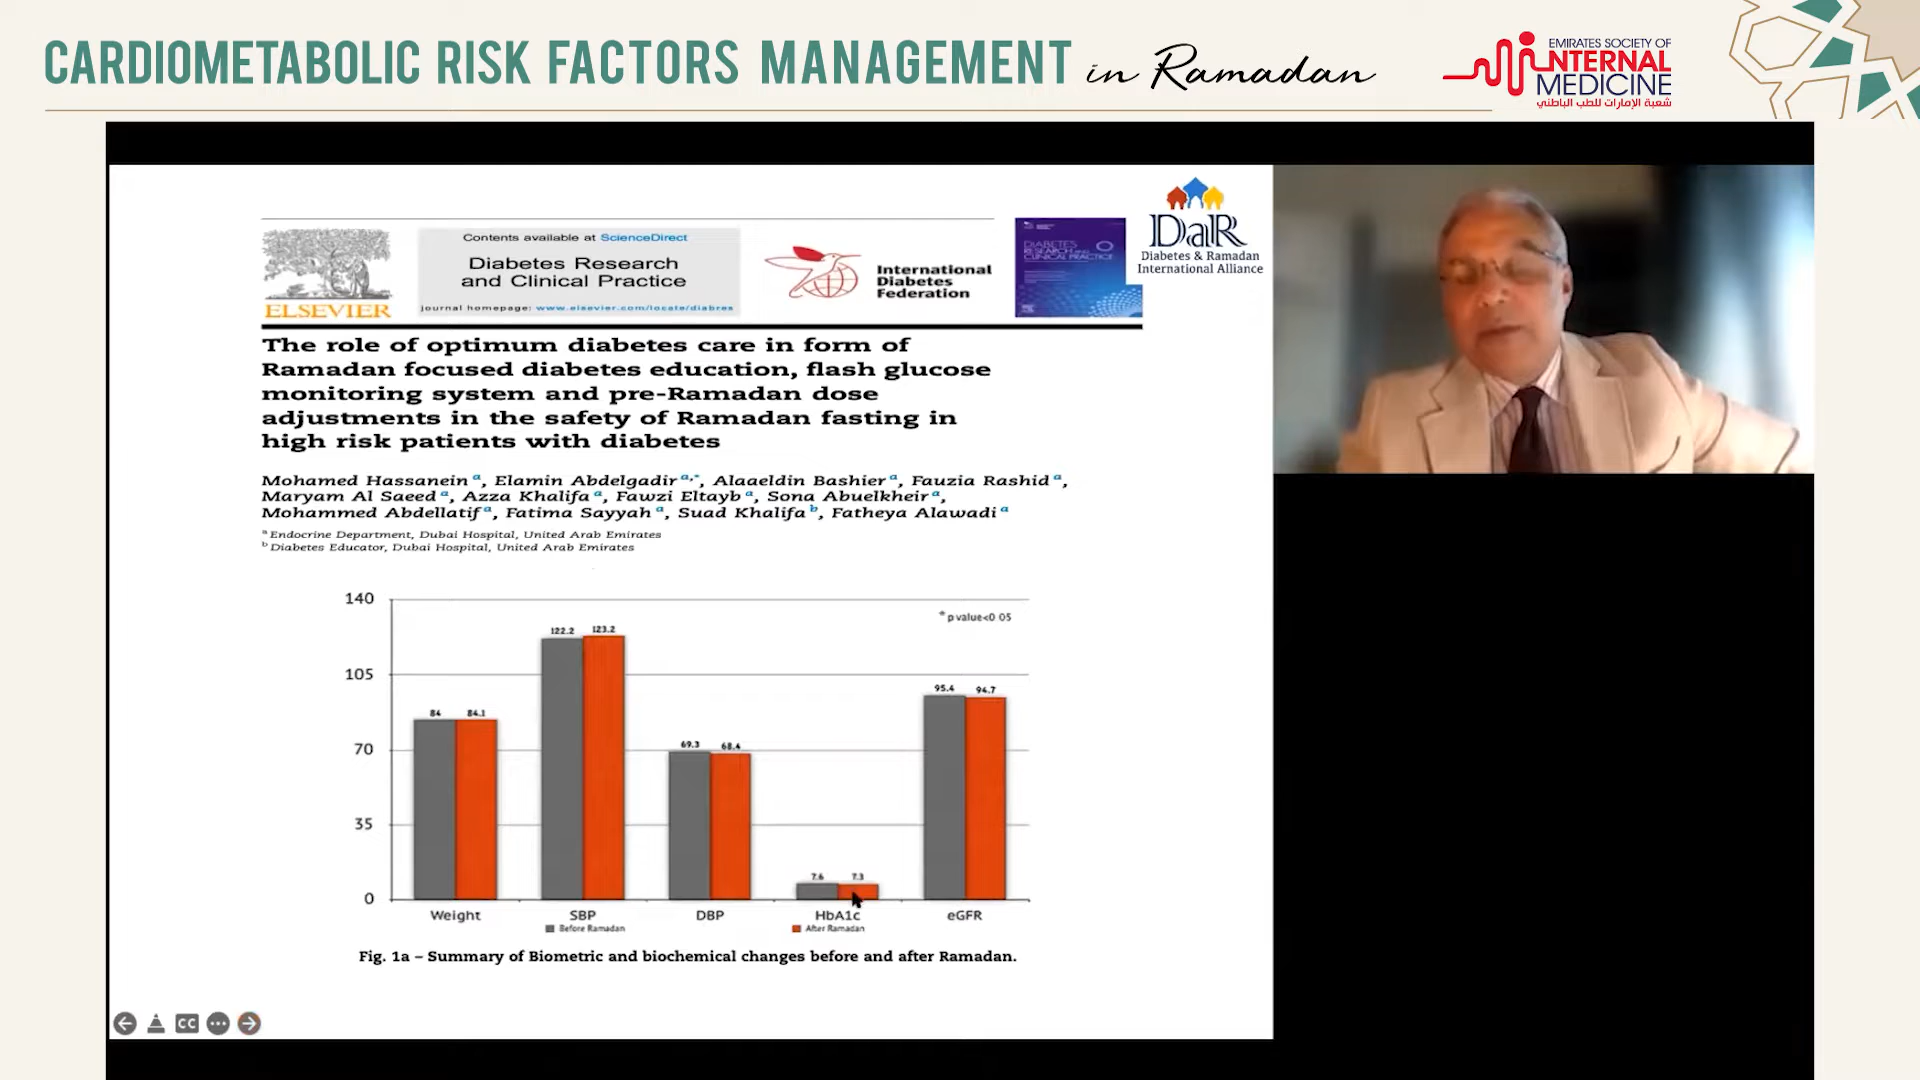 CARDIOMETABOLIC RISK FACTORS MANAGEMENT in Ramadan
EMIRATES SOCIETY OF
INTERNAL
MEDICINE
شعبة الإمارات للطب الباطني
DaR
Diabetes & Ramadan
International Alliance
ELSEVIER
Contents available at ScienceDirect
Diabetes Research
and Clinical Practice
journal homepage: www.elsevier.com/locate/diabres
International
Diabetes
Federation
DIABETES
RESEARCH AND
CLINICAL PRACTICE
The role of optimum diabetes care in form of
Ramadan focused diabetes education, flash glucose
monitoring system and pre-Ramadan dose
adjustments in the safety of Ramadan fasting in
high risk patients with diabetes
Mohamed Hassanein a, Elamin Abdelgadir a,*, Alaaeldin Bashier a, Fauzia Rashid a,
Maryam Al Saeed a, Azza Khalifa a, Fawzi Eltayb a, Sona Abuelkheir a,
Mohammed Abdellatif a, Fatima Sayyah a, Suad Khalifa b, Fatheya Alawadi a
a Endocrine Department, Dubai Hospital, United Arab Emirates
b Diabetes Educator, Dubai Hospital, United Arab Emirates
140
105
70
35
0
* p value<0 05
84 84.1
122.2 123.2
69.3 68.4
7.6 7.3
95.4 94.7
Weight SBP DBP HbA1c eGFR
Before Ramadan After Ramadan
Fig. 1a – Summary of Biometric and biochemical changes before and after Ramadan.
CC